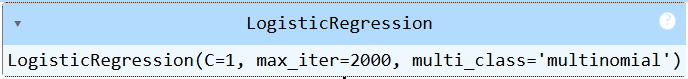 ▾ LogisticRegression ?
LogisticRegression(C=1, max_iter=2000, multi_class='multinomial')